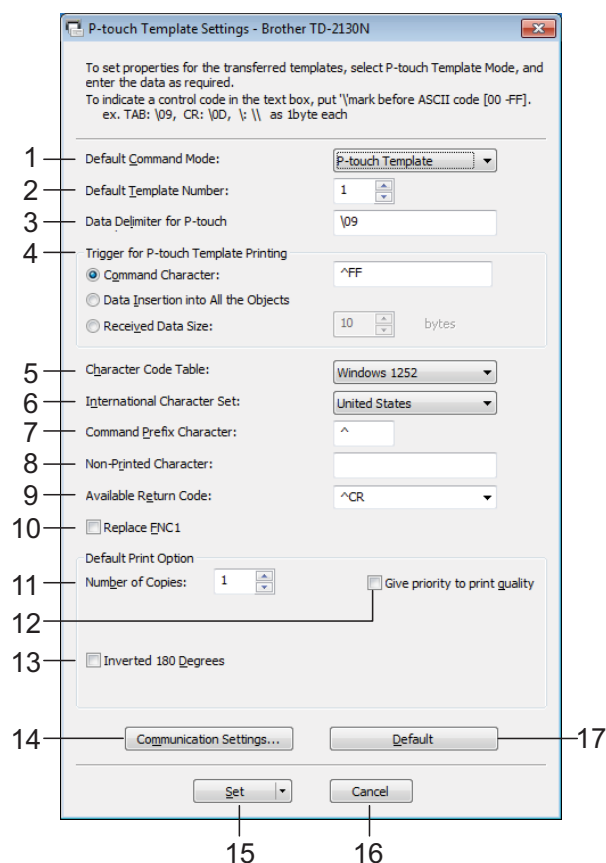 P-touch Template Settings - Brother TD-2130N
To set properties for the transferred templates, select P-touch Template Mode, and
enter the data as required.
To indicate a control code in the text box, put '\'mark before ASCII code [00 -FF].
ex. TAB: \09, CR: \0D, \: \\ as 1byte
each
1 Default Command Mode: P-touch Template
2 Default Template Number: 1
3 Data Delimiter for P-touch \09
4 Trigger for P-touch Template Printing
Command Character: ^FF
Data Insertion into All the Objects
Received Data Size: 10 bytes
5 Character Code Table: Windows 1252
6 International Character Set: United States
7 Command Prefix Character: ^
8 Non-Printed Character:
9 Available Return Code: ^CR
10 Replace FNC1
Default Print Option
11 Number of Copies: 1 Give priority to print quality
12
13 Inverted 180 Degrees
14 Communication Settings... Default 17
Set Cancel
15 16